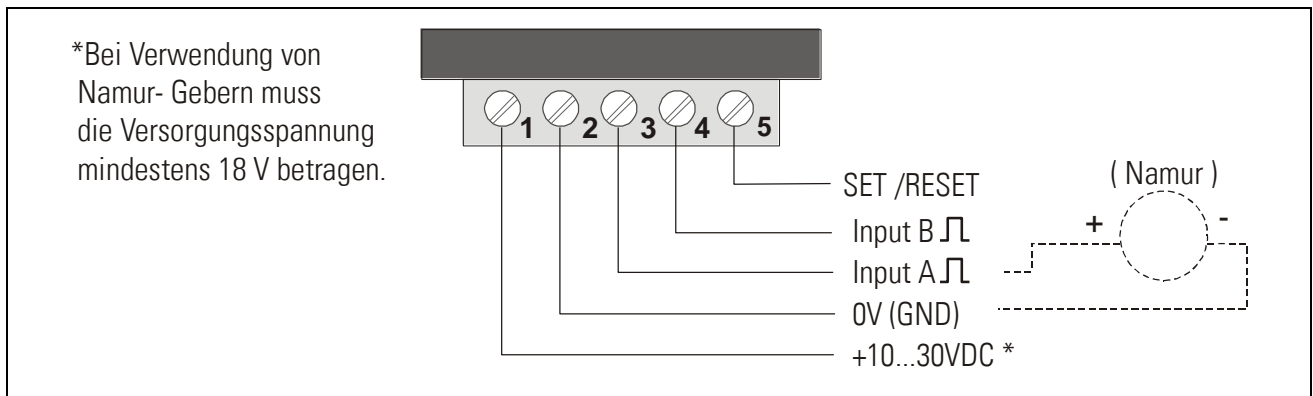 *Bei Verwendung von
Namur- Gebern muss
die Versorgungsspannung
mindestens 18 V betragen.
1 2 3 4 5
SET /RESET
( Namur )
+ -
Input B
Input A
0V (GND)
+10...30VDC *